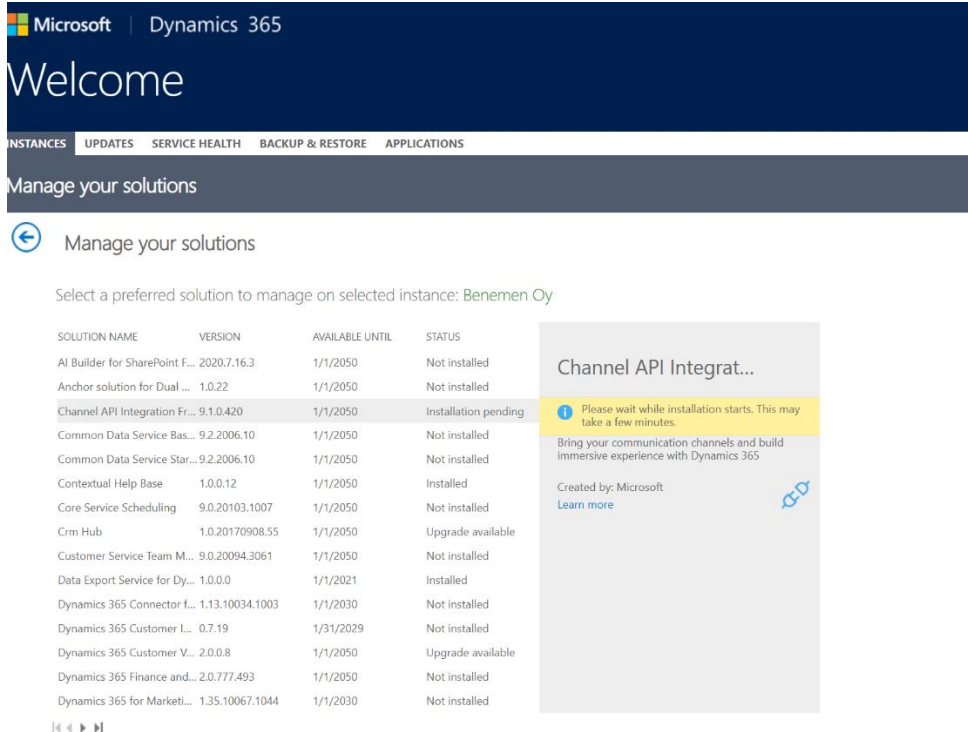 Microsoft | Dynamics 365
Welcome
INSTANCES UPDATES SERVICE HEALTH BACKUP & RESTORE APPLICATIONS
Manage your solutions
Manage your solutions
Select a preferred solution to manage on selected instance: Benemen Oy
SOLUTION NAME VERSION AVAILABLE UNTIL STATUS
AI Builder for SharePoint F... 2020.7.16.3 1/1/2050 Not installed
Anchor solution for Dual ... 1.0.22 1/1/2050 Not installed
Channel API Integration Fr... 9.1.0.420 1/1/2050 Installation pending
Common Data Service Bas... 9.2.2006.10 1/1/2050 Not installed
Common Data Service Star... 9.2.2006.10 1/1/2050 Not installed
Contextual Help Base 1.0.0.12 1/1/2050 Installed
Core Service Scheduling 9.0.20103.1007 1/1/2050 Not installed
Crm Hub 1.0.20170908.55 1/1/2050 Upgrade available
Customer Service Team M... 9.0.20094.3061 1/1/2050 Not installed
Data Export Service for Dy... 1.0.0.0 1/1/2021 Installed
Dynamics 365 Connector f... 1.13.10034.1003 1/1/2030 Not installed
Dynamics 365 Customer I... 0.7.19 1/31/2029 Not installed
Dynamics 365 Customer V... 2.0.0.8 1/1/2050 Upgrade available
Dynamics 365 Finance and... 2.0.777.493 1/1/2050 Not installed
Dynamics 365 for Marketi... 1.35.10067.1044 1/1/2030 Not installed
Channel API Integrat...
Please wait while installation starts. This may
take a few minutes.
Bring your communication channels and build
immersive experience with Dynamics 365
Created by: Microsoft
Learn more